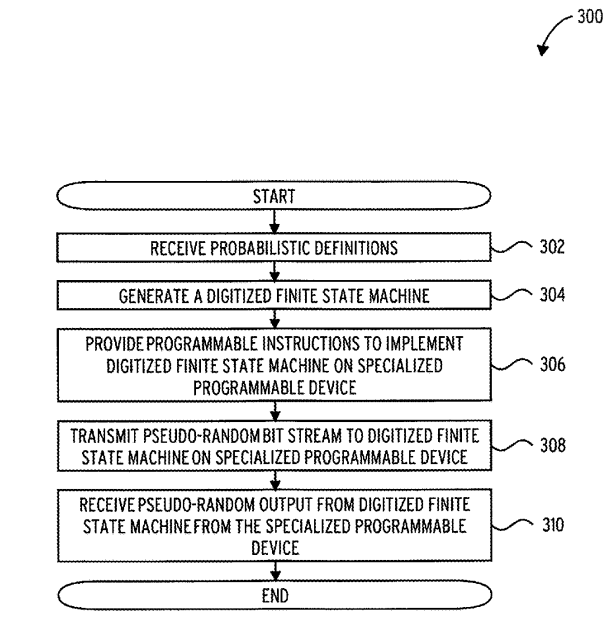 300
START
RECEIVE PROBABILISTIC DEFINITIONS
302
GENERATE A DIGITIZED FINITE STATE MACHINE
304
PROVIDE PROGRAMMABLE INSTRUCTIONS TO IMPLEMENT
DIGITIZED FINITE STATE MACHINE ON SPECIALIZED
PROGRAMMABLE DEVICE
306
TRANSMIT PSEUDO-RANDOM BIT STREAM TO DIGITIZED FINITE
STATE MACHINE ON SPECIALIZED PROGRAMMABLE DEVICE
308
RECEIVE PSEUDO-RANDOM OUTPUT FROM DIGITIZED FINITE
STATE MACHINE FROM THE SPECIALIZED PROGRAMMABLE
DEVICE
310
END